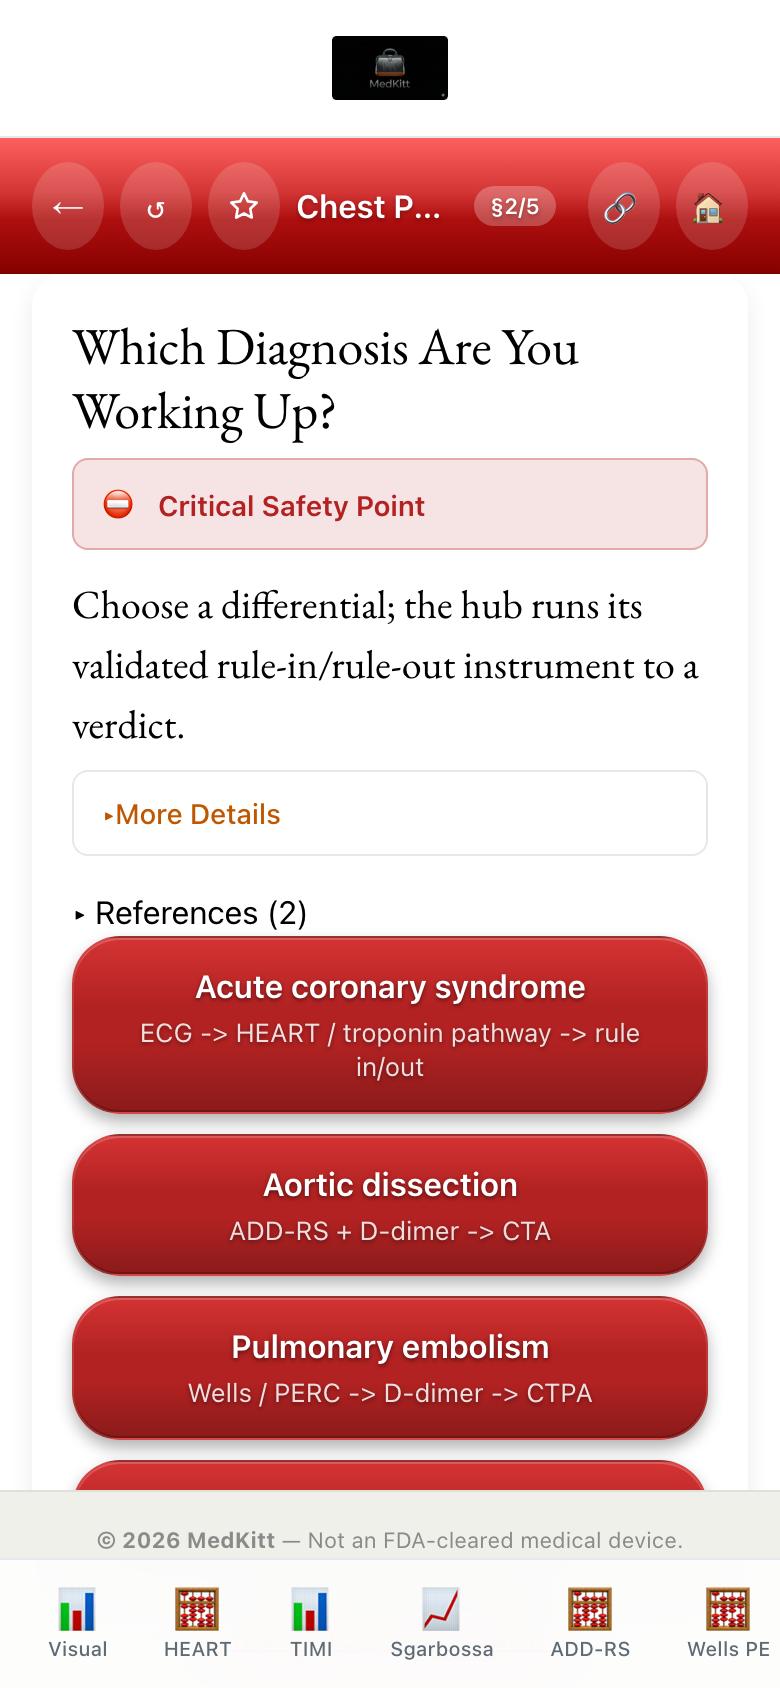 MedKitt
←
↺
☆
Chest P...
§2/5
Which Diagnosis Are You
Working Up?
Critical Safety Point
Choose a differential; the hub runs its
validated rule-in/rule-out instrument to a
verdict.
▸More Details
▸ References (2)
Acute coronary syndrome
ECG -> HEART / troponin pathway -> rule
in/out
Aortic dissection
ADD-RS + D-dimer -> CTA
Pulmonary embolism
Wells / PERC -> D-dimer -> CTPA
© 2026 MedKitt — Not an FDA-cleared medical device.
Visual
HEART
TIMI
Sgarbossa
ADD-RS
Wells PE